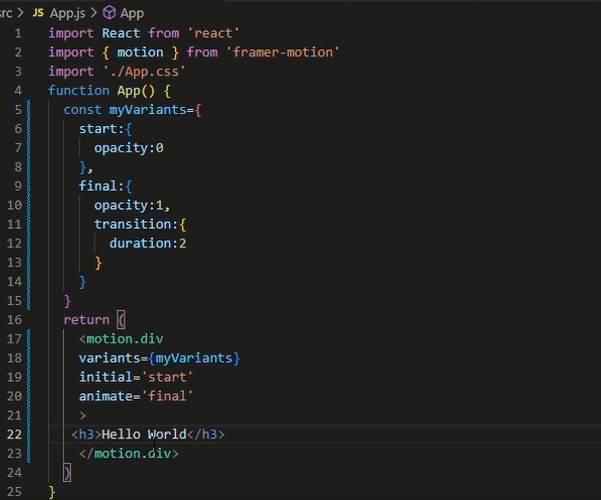 src > JS App.js > App
1 import React from 'react'
2 import { motion } from 'framer-motion'
3 import './App.css'
4 function App() {
5 const myVariants={
6 start:{
7 opacity:0
8 },
9 final:{
10 opacity:1,
11 transition:{
12 duration:2
13 }
14 }
15 }
16 return (
17 <motion.div
18 variants={myVariants}
19 initial='start'
20 animate='final'
21 >
22 <h3>Hello World</h3>
23 </motion.div>
24 )
25 }